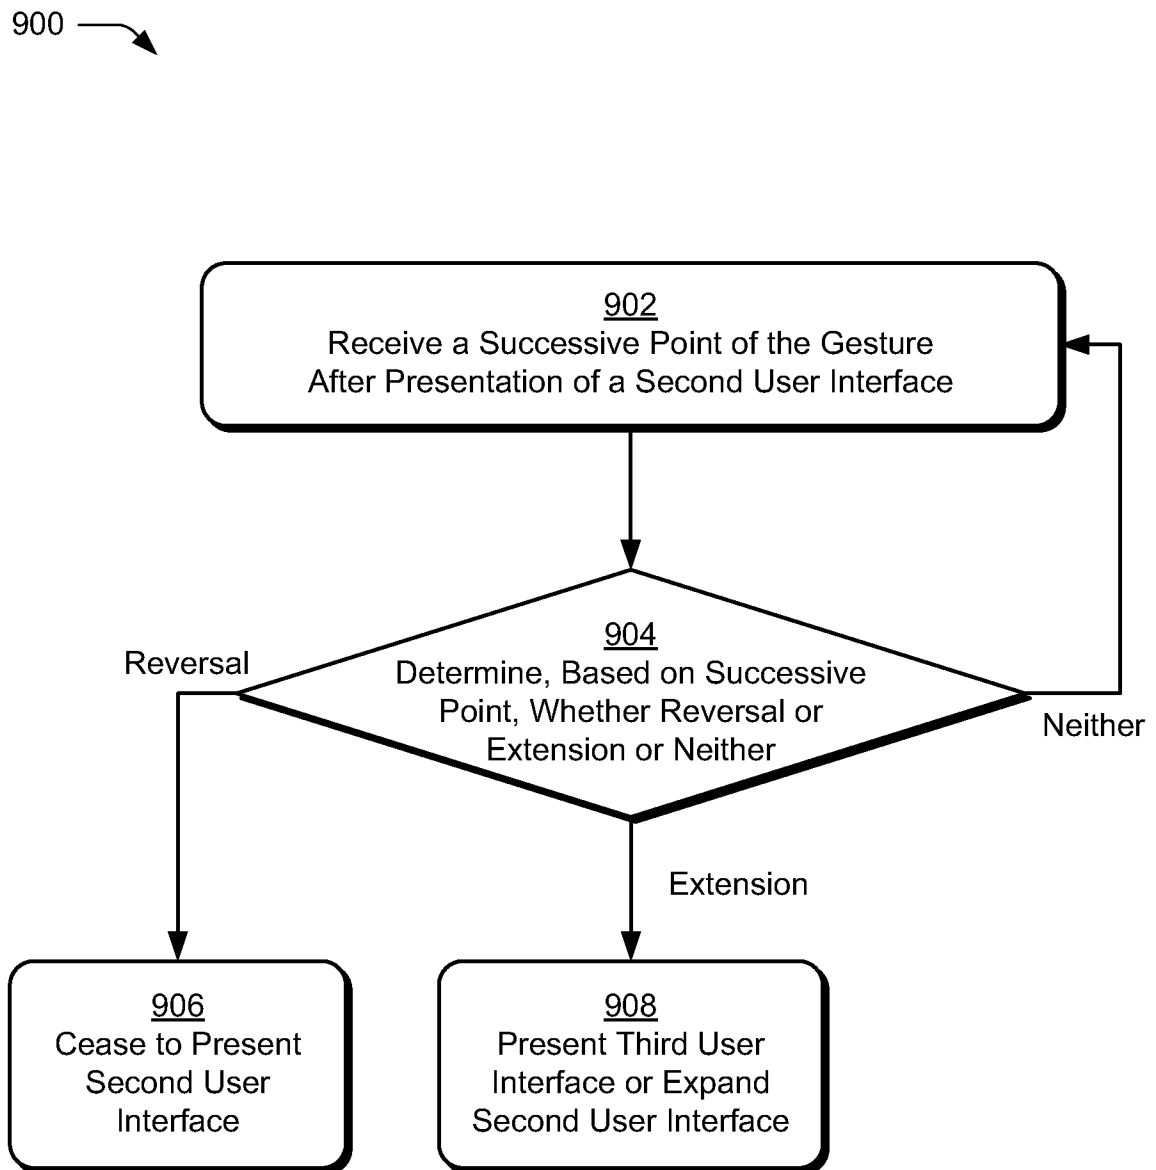 900
902
Receive a Successive Point of the Gesture
After Presentation of a Second User Interface
904
Determine, Based on Successive
Point, Whether Reversal or
Extension or Neither
Reversal
Neither
Extension
906
Cease to Present
Second User
Interface
908
Present Third User
Interface or Expand
Second User Interface